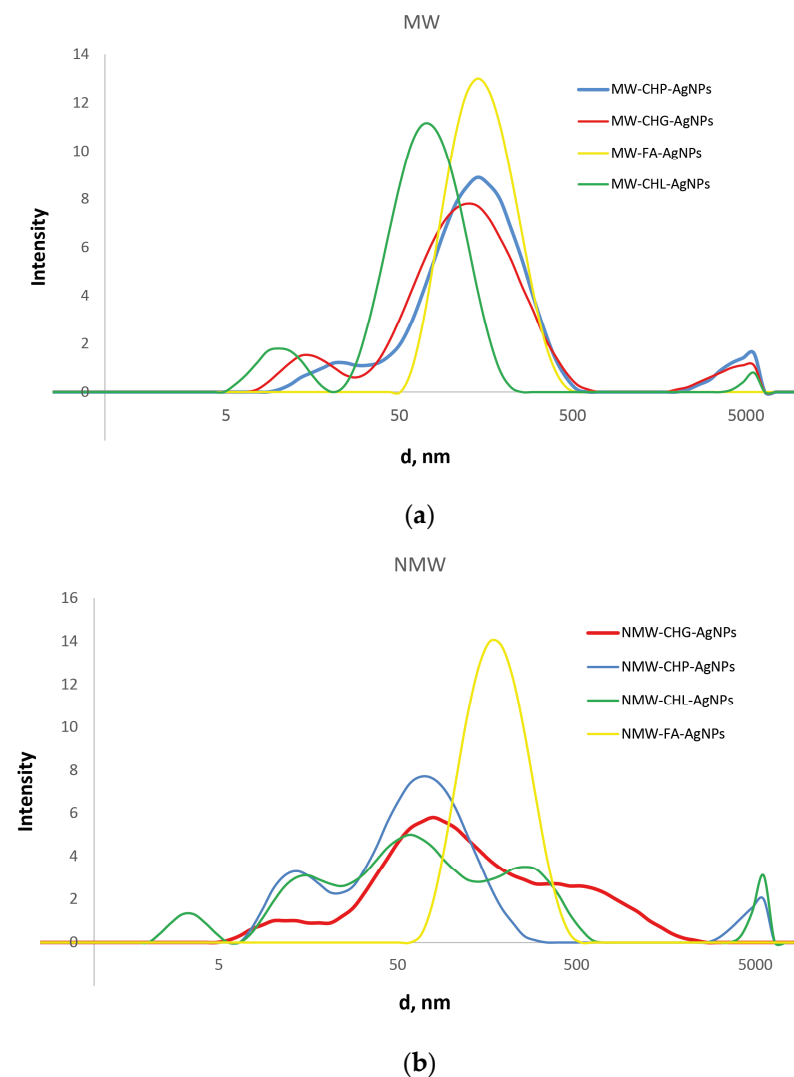 MW
14
12
10
8
6
4
2
0
Intensity
MW-CHP-AgNPs
MW-CHG-AgNPs
MW-FA-AgNPs
MW-CHL-AgNPs
5 50 500 5000
d, nm
(a)
NMW
16
14
12
10
8
6
4
2
0
Intensity
NMW-CHG-AgNPs
NMW-CHP-AgNPs
NMW-CHL-AgNPs
NMW-FA-AgNPs
5 50 500 5000
d, nm
(b)